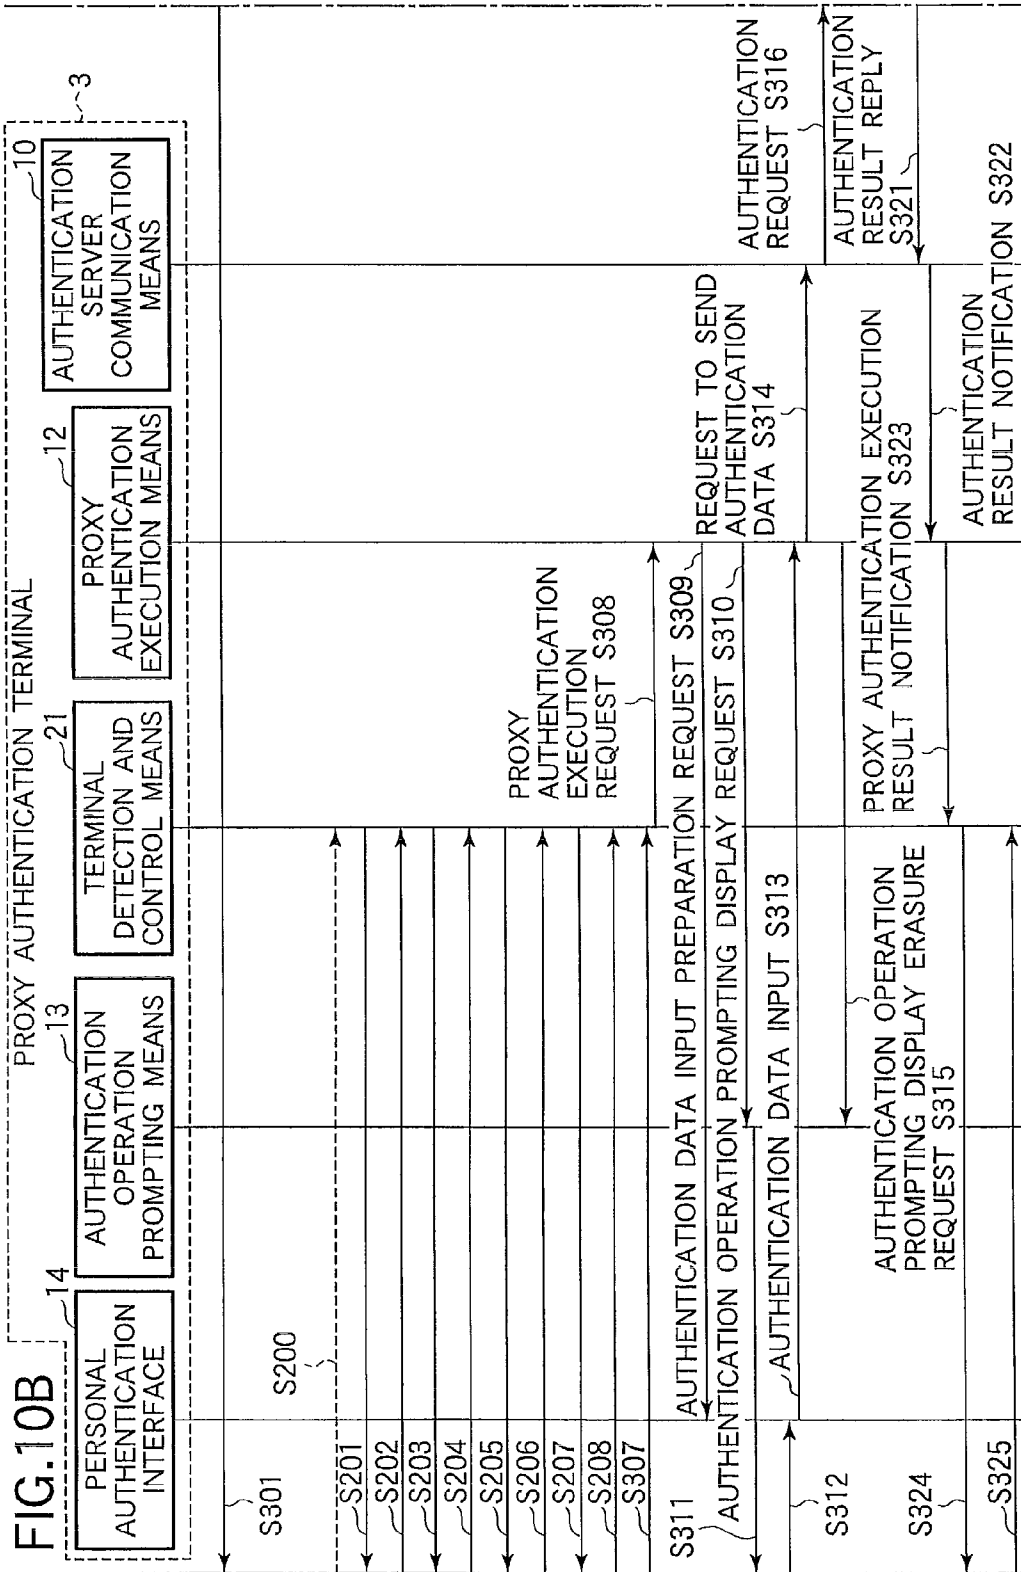 FIG.10B
PROXY AUTHENTICATION TERMINAL
3
14
PERSONAL
AUTHENTICATION
INTERFACE
13
AUTHENTICATION
OPERATION
PROMPTING MEANS
21
TERMINAL
DETECTION AND
CONTROL MEANS
12
PROXY
AUTHENTICATION
EXECUTION MEANS
10
AUTHENTICATION
SERVER
COMMUNICATION
MEANS
S301
S200
S201
S202
S203
S204
S205
S206
S207
S208
S307
PROXY
AUTHENTICATION
EXECUTION
REQUEST S308
AUTHENTICATION DATA INPUT PREPARATION REQUEST S309
AUTHENTICATION OPERATION PROMPTING DISPLAY REQUEST S310
S311
S312
AUTHENTICATION DATA INPUT S313
REQUEST TO SEND
AUTHENTICATION
DATA S314
AUTHENTICATION OPERATION
PROMPTING DISPLAY ERASURE
REQUEST S315
AUTHENTICATION
REQUEST S316
AUTHENTICATION
RESULT REPLY
S321
AUTHENTICATION
RESULT NOTIFICATION S322
PROXY AUTHENTICATION EXECUTION
RESULT NOTIFICATION S323
S324
S325